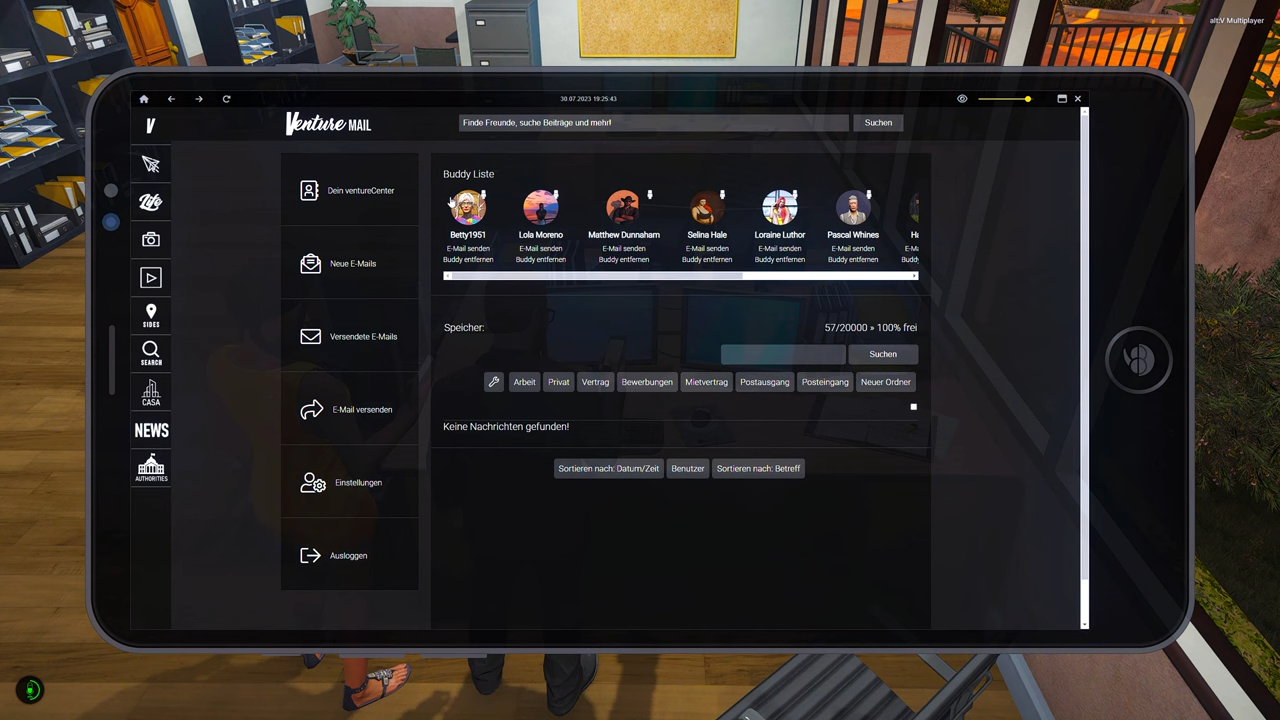 alt:V Multiplayer
30.07.2023 19:25:43
V
Venture MAIL
Finde Freunde, suche Beiträge und mehr!
Suchen
Life
SIDES
SEARCH
CASA
NEWS
AUTHORITIES
Dein ventureCenter
Neue E-Mails
Versendete E-Mails
E-Mail versenden
Einstellungen
Ausloggen
Buddy Liste
Betty1951 Lola Moreno Matthew Dunnaham Selina Hale Loraine Luthor Pascal Whines Ha
E-Mail senden E-Mail senden E-Mail senden E-Mail senden E-Mail senden E-Mail senden E-Ma
Buddy entfernen Buddy entfernen Buddy entfernen Buddy entfernen Buddy entfernen Buddy entfernen Budd
Speicher: 57/20000 » 100% frei
Suchen
Arbeit Privat Vertrag Bewerbungen Mietvertrag Postausgang Posteingang Neuer Ordner
Keine Nachrichten gefunden!
Sortieren nach: Datum/Zeit Benutzer Sortieren nach: Betreff